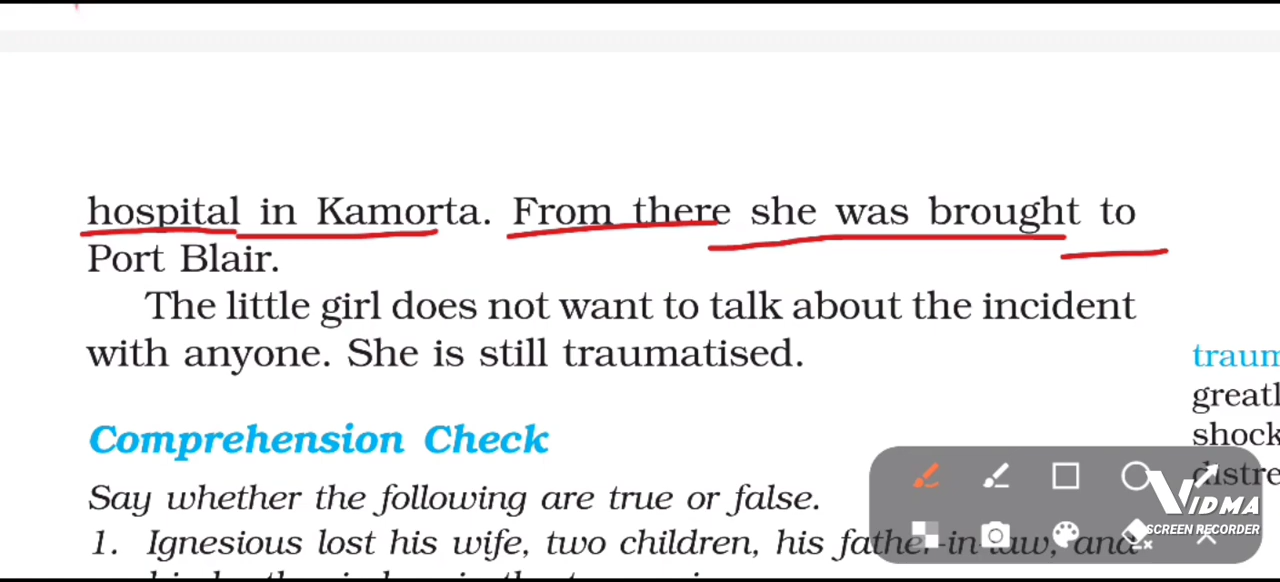 hospital in Kamorta. From there she was brought to
Port Blair.
The little girl does not want to talk about the incident
with anyone. She is still traumatised.
Comprehension Check
Say whether the following are true or false.
1. Ignesious lost his wife, two children, his father-in-law, and
traum
greatl
shock
distre
VIDMA
SCREEN RECORDER